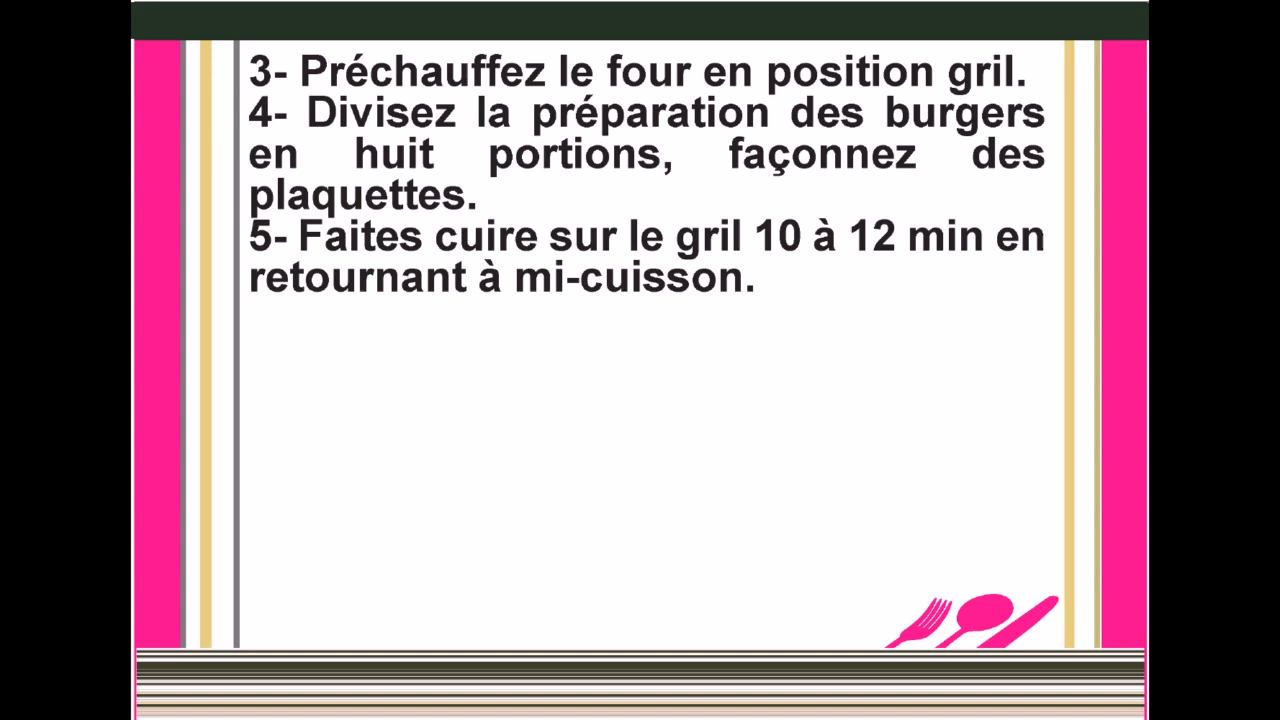 3- Préchauffez le four en position gril.
4- Divisez la préparation des burgers
en huit portions, façonnez des
plaquettes.
5- Faites cuire sur le gril 10 à 12 min en
retournant à mi-cuisson.